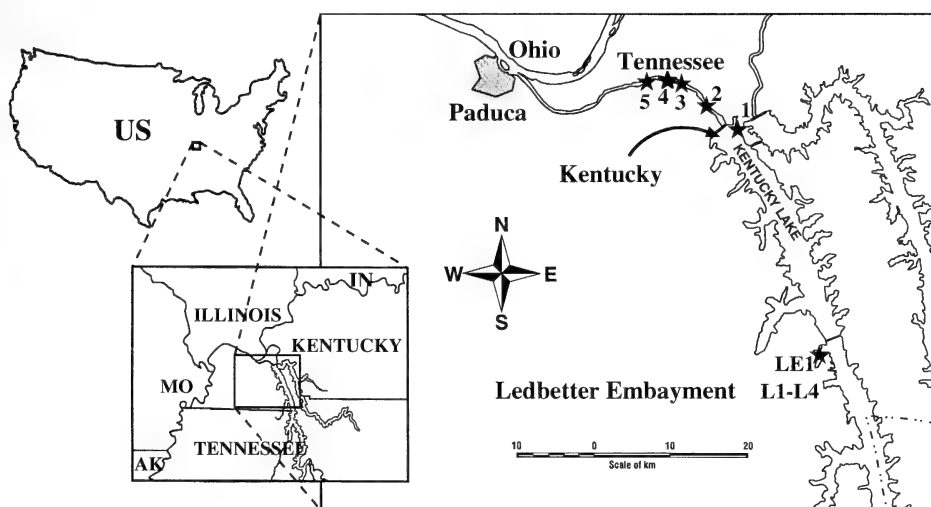 US
Ohio
Paduca
Tennessee
5 4 3 2 1
Kentucky
KENTUCKY LAKE
N
W E
S
LE1
L1-L4
Ledbetter Embayment
10 0 10 20
Scale of km
IN
ILLINOIS
KENTUCKY
MO
TENNESSEE
AK